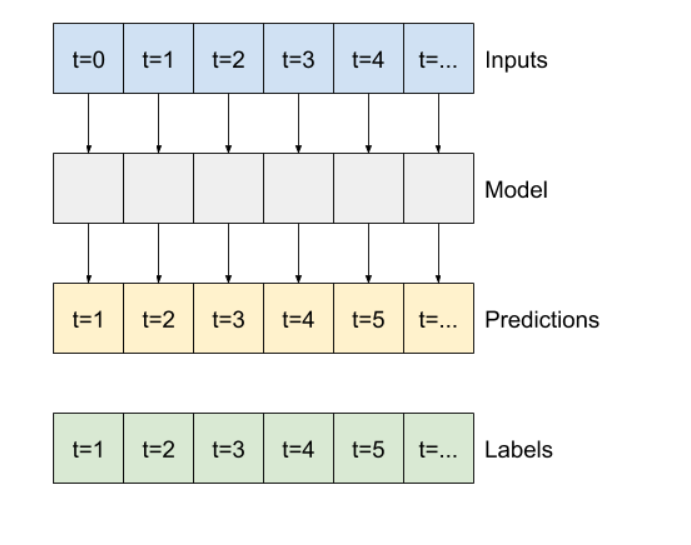 t=0 t=1 t=2 t=3 t=4 t=... Inputs
Model
t=1 t=2 t=3 t=4 t=5 t=... Predictions
t=1 t=2 t=3 t=4 t=5 t=... Labels